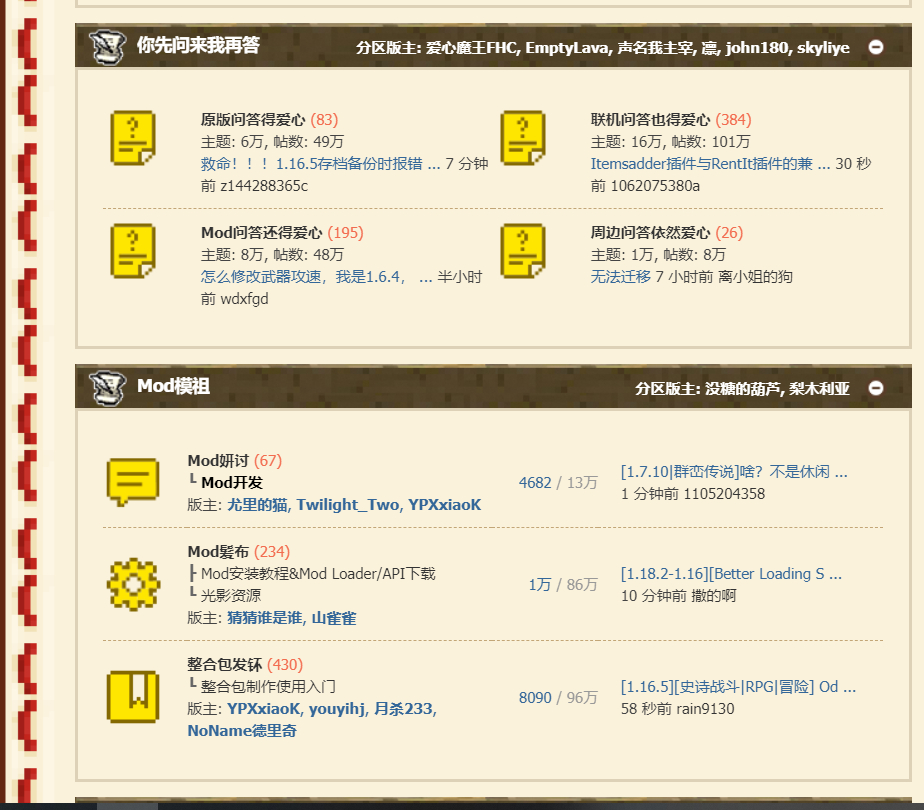 你先问来我再答
分区版主: 爱心魔王FHC, EmptyLava, 声名我主宰, 凛, john180, skyliye
原版问答得爱心 (83)
主题: 6万, 帖数: 49万
救命！！！1.16.5存档备份时报错 ... 7 分钟
前 z144288365c
联机问答也得爱心 (384)
主题: 16万, 帖数: 101万
Itemsadder插件与RentIt插件的兼 ... 30 秒
前 1062075380a
Mod问答还得爱心 (195)
主题: 8万, 帖数: 48万
怎么修改武器攻速，我是1.6.4， ... 半小时
前 wdxfgd
周边问答依然爱心 (26)
主题: 1万, 帖数: 8万
无法迁移 7 小时前 离小姐的狗
Mod模祖
分区版主: 没糖的葫芦, 梨木利亚
Mod妍讨 (67)
┗ Mod开发
版主: 尤里的猫, Twilight_Two, YPXxiaoK
4682 / 13万
[1.7.10|群峦传说]啥？不是休闲 ...
1 分钟前 1105204358
Mod髪布 (234)
┣ Mod安装教程&Mod Loader/API下载
┗ 光影资源
版主: 猜猜谁是谁, 山雀雀
1万 / 86万
[1.18.2-1.16][Better Loading S ...
10 分钟前 撒的啊
整合包发钚 (430)
┗ 整合包制作使用入门
版主: YPXxiaoK, youyihj, 月杀233,
NoName德里奇
8090 / 96万
[1.16.5][史诗战斗|RPG|冒险] Od ...
58 秒前 rain9130